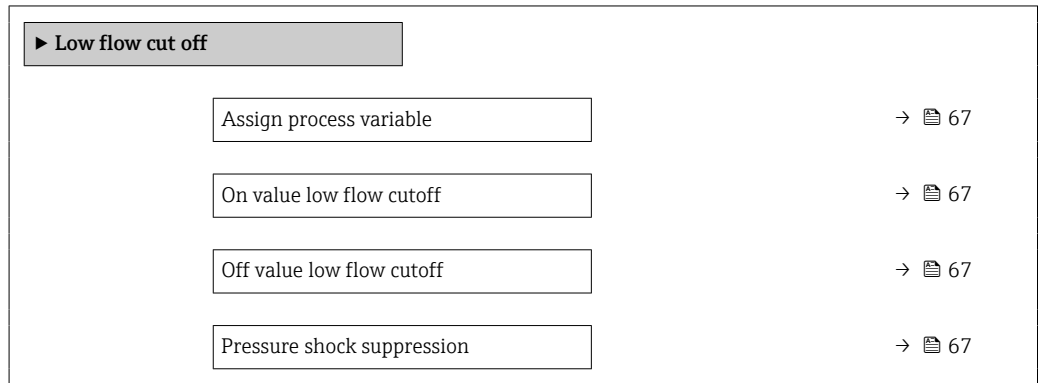 ► Low flow cut off
Assign process variable → 67
On value low flow cutoff → 67
Off value low flow cutoff → 67
Pressure shock suppression → 67